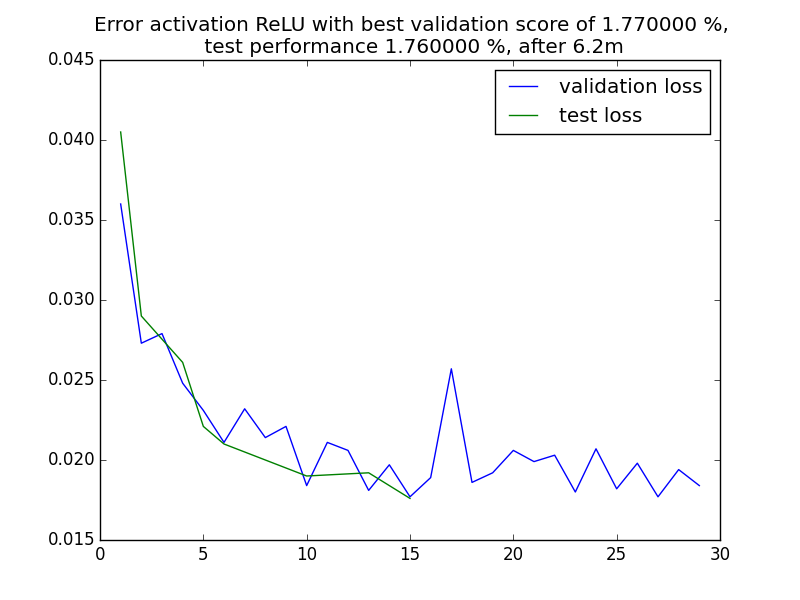 Error activation ReLU with best validation score of 1.770000 %,
test performance 1.760000 %, after 6.2m
validation loss
test loss
0.045
0.040
0.035
0.030
0.025
0.020
0.015
0 5 10 15 20 25 30